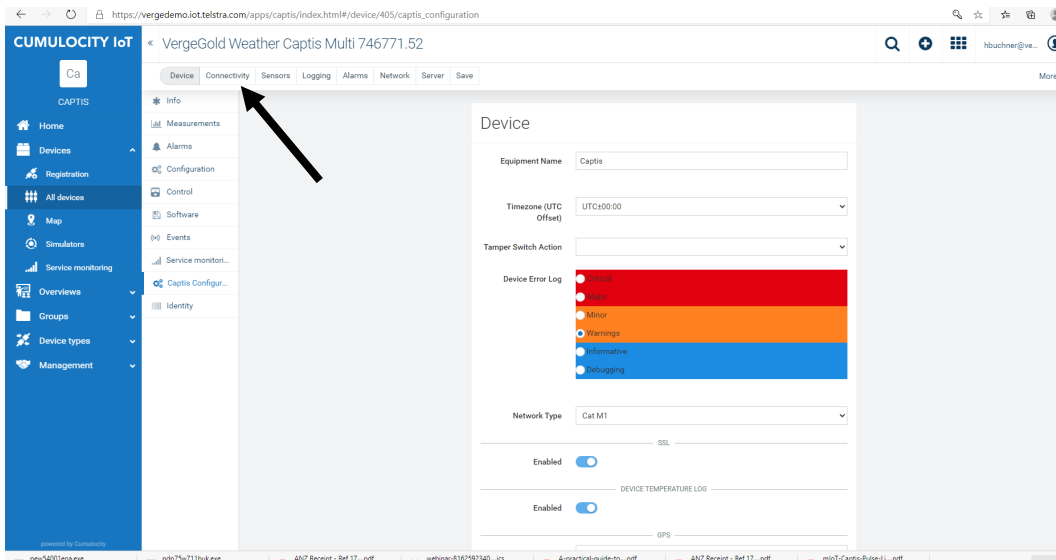 https://vergedemo.iot.telstra.com/apps/captis/index.html#/device/405/captis_configuration
CUMULOCITY IoT
« VergeGold Weather Captis Multi 746771.52
hbuchner@ve...
Ca
CAPTIS
Device Connectivity Sensors Logging Alarms Network Server Save
More
Home
Devices
Registration
All devices
Map
Simulators
Service monitoring
Overviews
Groups
Device types
Management
powered by Cumulocity
Info
Measurements
Alarms
Configuration
Control
Software
Events
Service monitori...
Captis Configur...
Identity
Device
Equipment Name Captis
Timezone (UTC Offset) UTC±00:00
Tamper Switch Action
Device Error Log
Critical
Major
Minor
Warnings
Informative
Debugging
Network Type Cat M1
SSL
Enabled
DEVICE TEMPERATURE LOG
Enabled
GPS